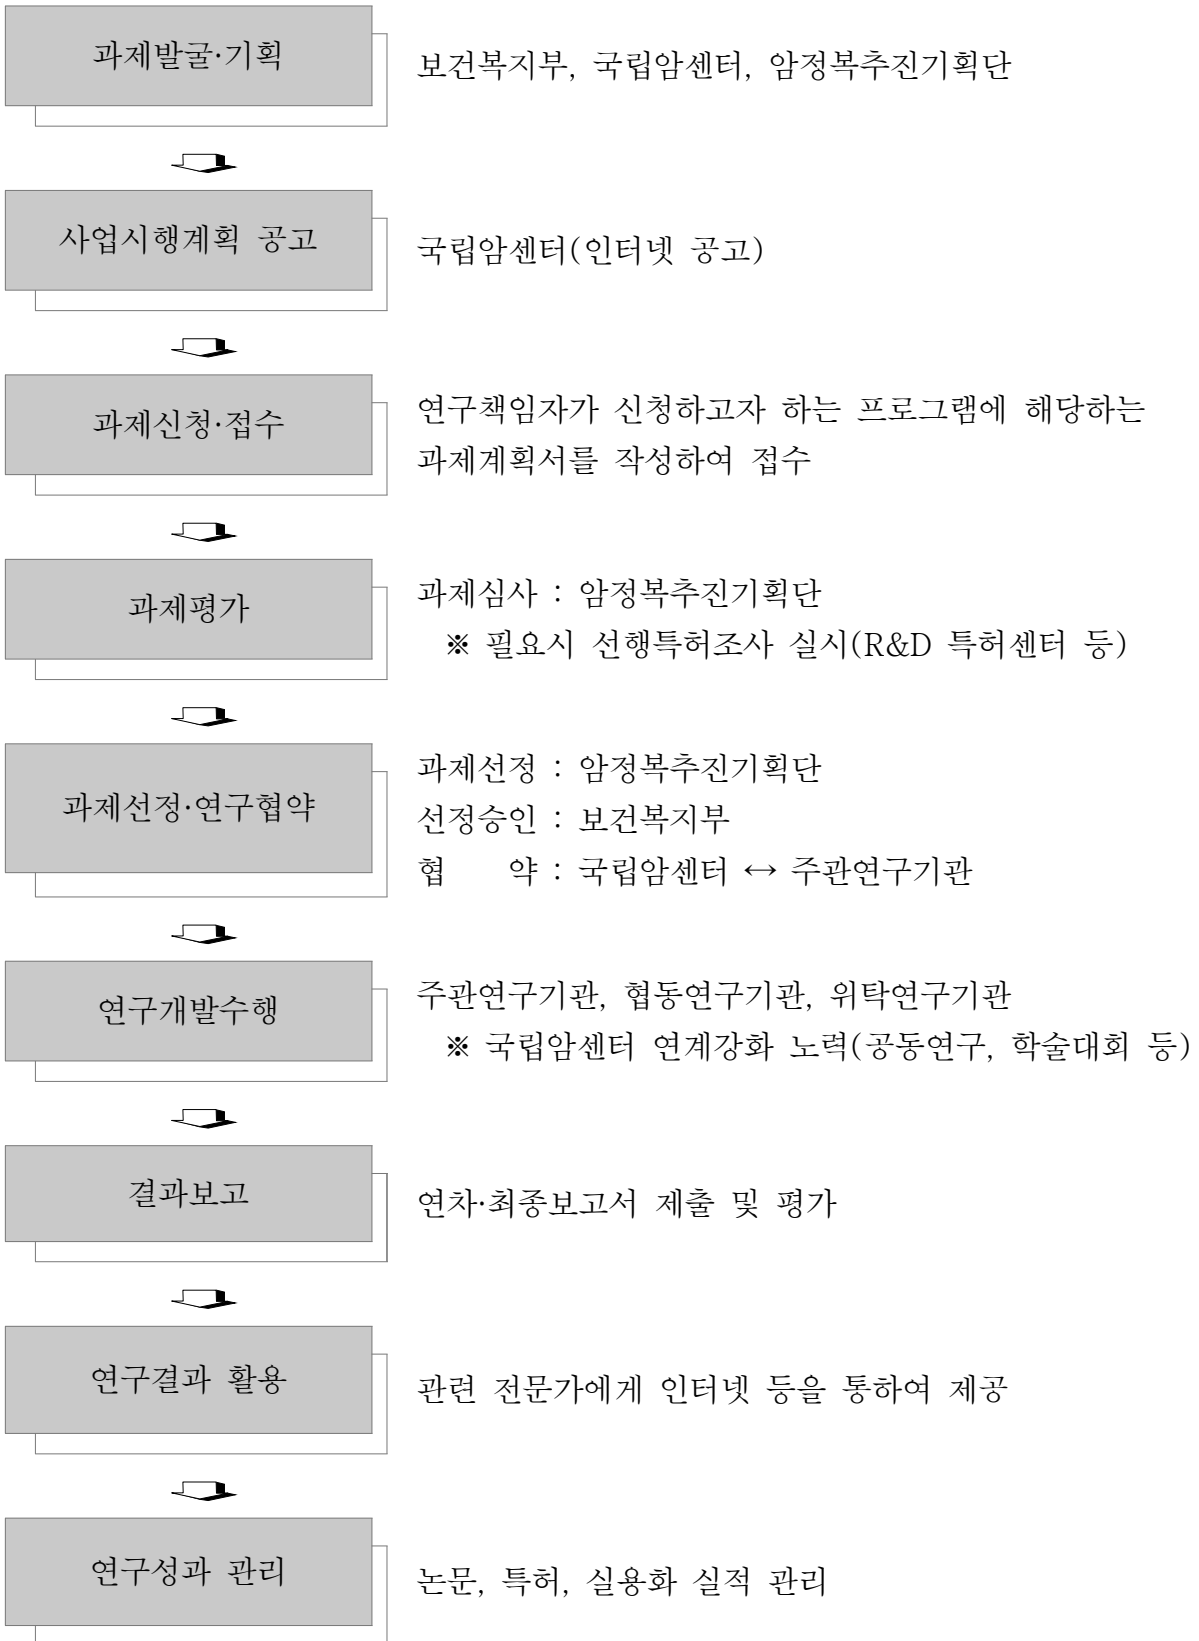 과제발굴·기획
보건복지부, 국립암센터, 암정복추진기획단
사업시행계획 공고
국립암센터(인터넷 공고)
과제신청·접수
연구책임자가 신청하고자 하는 프로그램에 해당하는
과제계획서를 작성하여 접수
과제평가
과제심사 : 암정복추진기획단
※ 필요시 선행특허조사 실시(R&D 특허센터 등)
과제선정·연구협약
과제선정 : 암정복추진기획단
선정승인 : 보건복지부
협 약 : 국립암센터 ↔ 주관연구기관
연구개발수행
주관연구기관, 협동연구기관, 위탁연구기관
※ 국립암센터 연계강화 노력(공동연구, 학술대회 등)
결과보고
연차·최종보고서 제출 및 평가
연구결과 활용
관련 전문가에게 인터넷 등을 통하여 제공
연구성과 관리
논문, 특허, 실용화 실적 관리